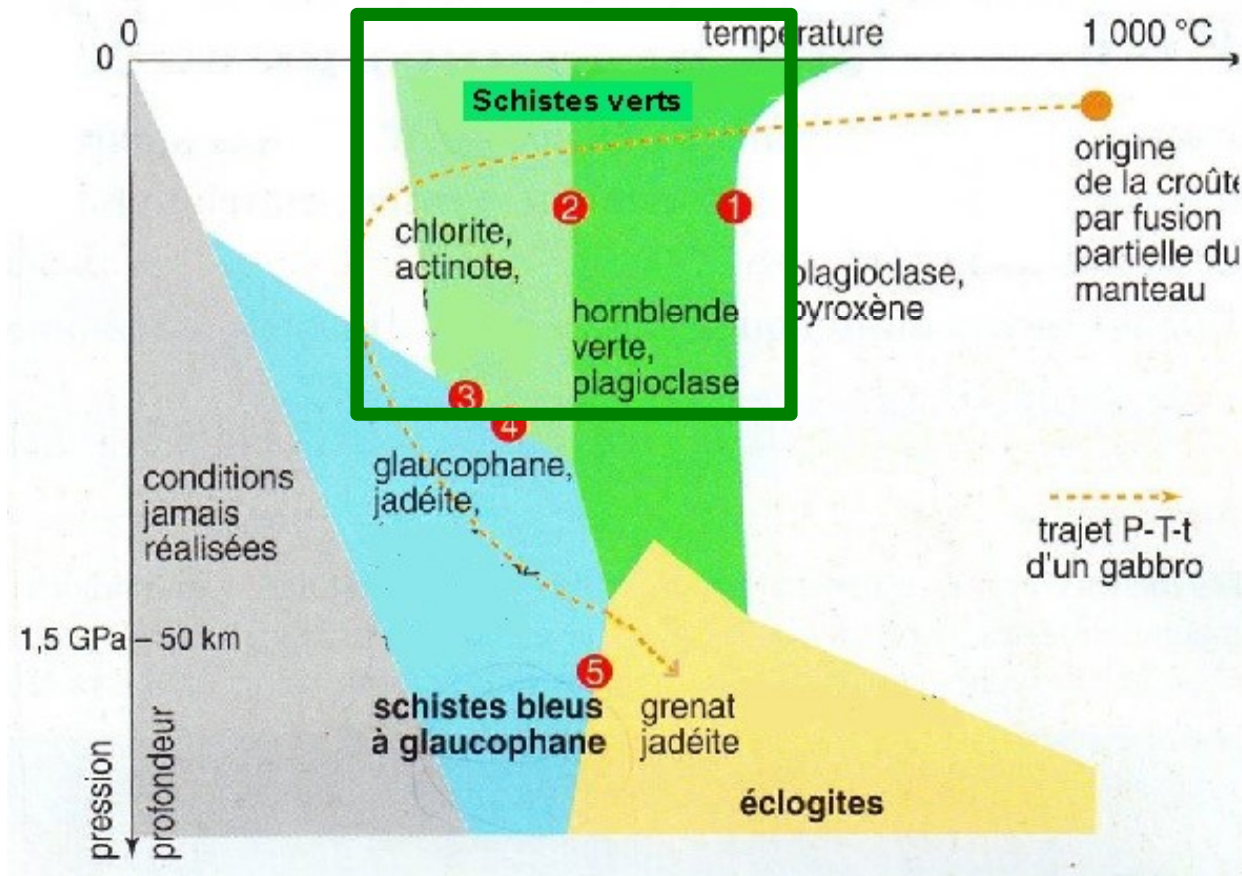 0
température
1 000 °C
0
Schistes verts
origine
de la croûte
par fusion
partielle du
manteau
2
1
chlorite,
actinote,
plagioclase,
pyroxène
hornblende
verte,
plagioclase
3
4
glaucophane,
jadéite,
conditions
jamais
réalisées
trajet P-T-t
d'un gabbro
1,5 GPa – 50 km
5
schistes bleus
à glaucophane
grenat
jadéite
éclogites
pression
profondeur